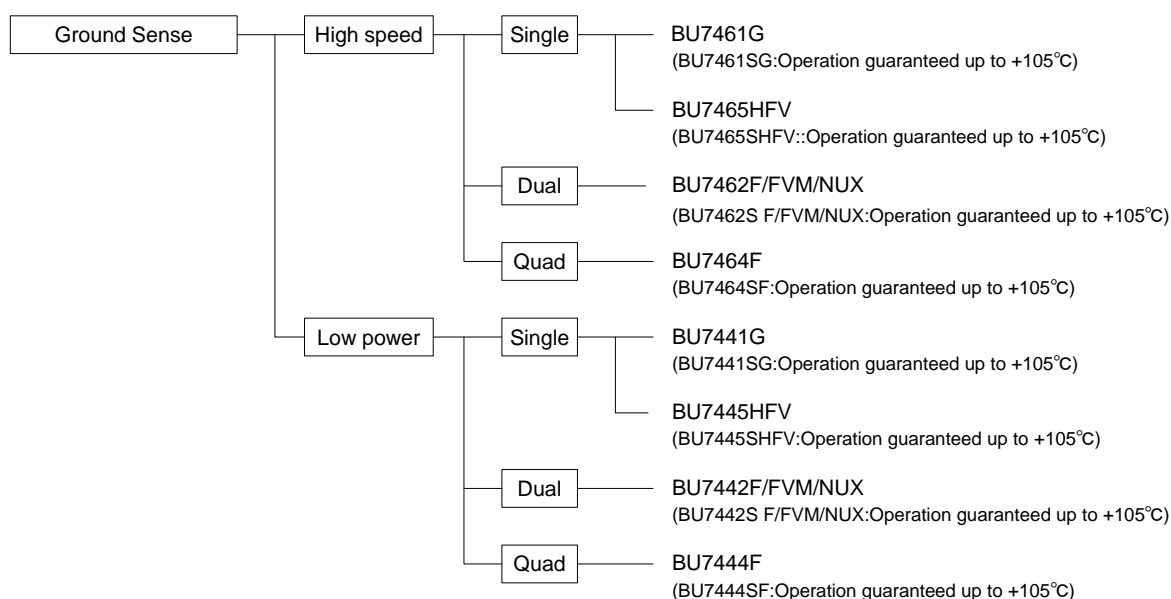 Ground Sense
High speed
Single
BU7461G
(BU7461SG:Operation guaranteed up to +105℃)
BU7465HFV
(BU7465SHFV::Operation guaranteed up to +105℃)
Dual
BU7462F/FVM/NUX
(BU7462S F/FVM/NUX:Operation guaranteed up to +105℃)
Quad
BU7464F
(BU7464SF:Operation guaranteed up to +105℃)
Low power
Single
BU7441G
(BU7441SG:Operation guaranteed up to +105℃)
BU7445HFV
(BU7445SHFV:Operation guaranteed up to +105℃)
Dual
BU7442F/FVM/NUX
(BU7442S F/FVM/NUX:Operation guaranteed up to +105℃)
Quad
BU7444F
(BU7444SF:Operation guaranteed up to +105℃)